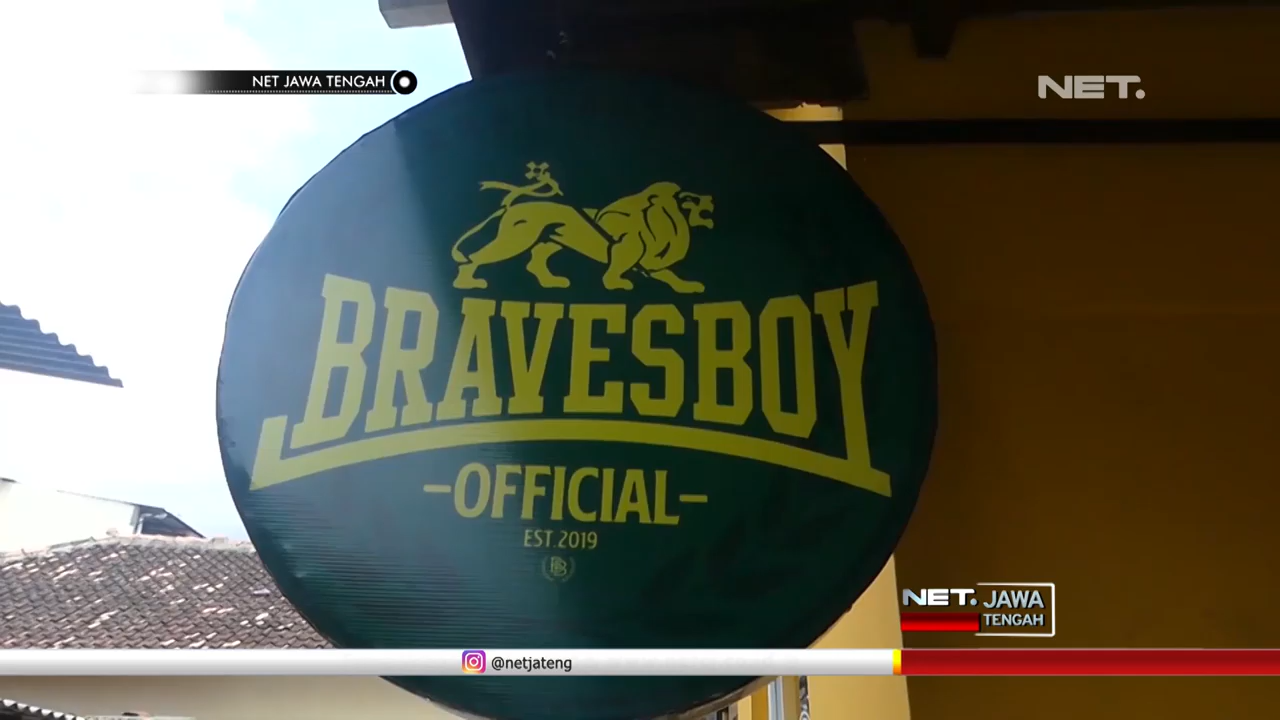 NET JAWA TENGAH
NET.
BRAVESBOY
-OFFICIAL-
EST.2019
NET. JAWA
TENGAH
@netjateng